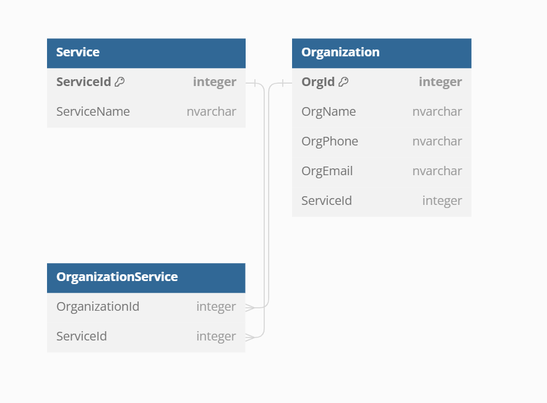 Service
ServiceId integer
ServiceName nvarchar
Organization
OrgId integer
OrgName nvarchar
OrgPhone nvarchar
OrgEmail nvarchar
ServiceId integer
OrganizationService
OrganizationId integer
ServiceId integer